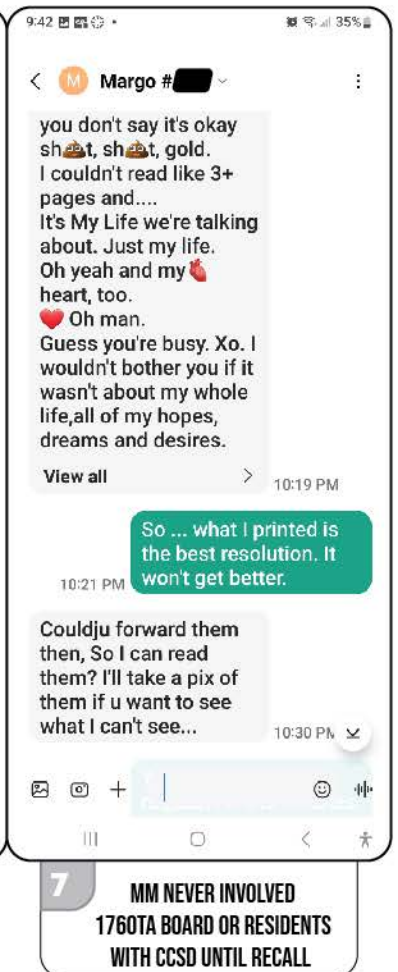 9:42
35%
M Margo #
you don't say it's okay
sh💩t, sh💩t, gold.
I couldn't read like 3+
pages and....
It's My Life we're talking
about. Just my life.
Oh yeah and my🫀
heart, too.
❤️ Oh man.
Guess you're busy. Xo. I
wouldn't bother you if it
wasn't about my whole
life,all of my hopes,
dreams and desires.
View all
10:19 PM
So ... what I printed is
the best resolution. It
won't get better.
10:21 PM
Couldju forward them
then, So I can read
them? I'll take a pix of
them if u want to see
what I can't see...
10:30 PM
7
MM NEVER INVOLVED
1760TA BOARD OR RESIDENTS
WITH CCSD UNTIL RECALL